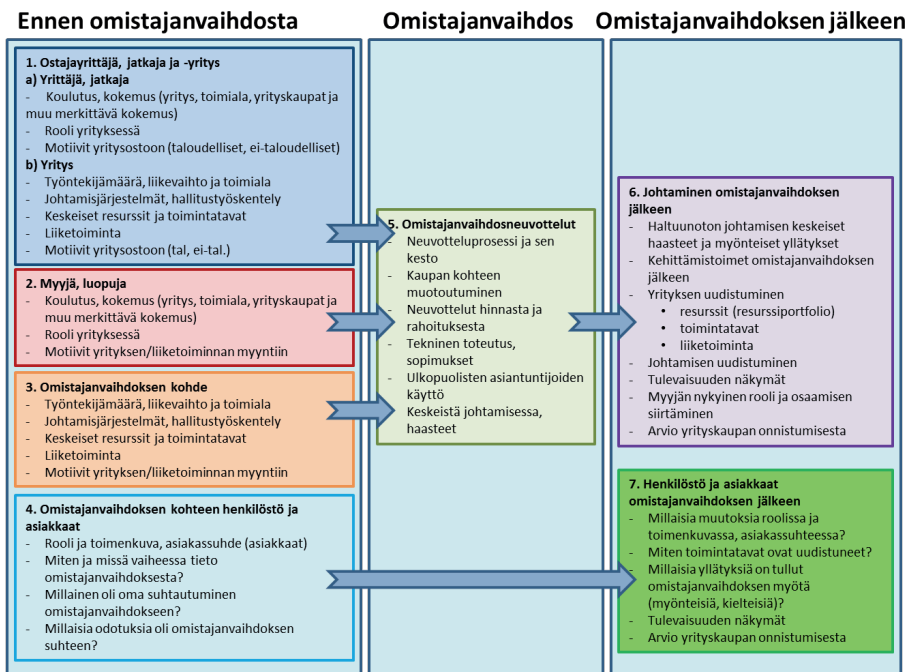 Ennen omistajanvaihdosta
Omistajanvaihdos
Omistajanvaihdoksen jälkeen
1. Ostajayrittäjä, jatkaja ja -yritys
a) Yrittäjä, jatkaja
- Koulutus, kokemus (yritys, toimiala, yrityskaupat ja
muu merkittävä kokemus)
- Rooli yrityksessä
- Motiivit yritysostoon (taloudelliset, ei-taloudelliset)
b) Yritys
- Työntekijämäärä, liikevaihto ja toimiala
- Johtamisjärjestelmät, hallitustyöskentely
- Keskeiset resurssit ja toimintatavat
- Liiketoiminta
- Motiivit yritysostoon (tal, ei-tal.)
2. Myyjä, luopuja
- Koulutus, kokemus (yritys, toimiala, yrityskaupat ja
muu merkittävä kokemus)
- Rooli yrityksessä
- Motiivit yrityksen/liiketoiminnan myyntiin
3. Omistajanvaihdoksen kohde
- Työntekijämäärä, liikevaihto ja toimiala
- Johtamisjärjestelmät, hallitustyöskentely
- Keskeiset resurssit ja toimintatavat
- Liiketoiminta
- Motiivit yrityksen/liiketoiminnan myyntiin
4. Omistajanvaihdoksen kohteen henkilöstö ja
asiakkaat
- Rooli ja toimenkuva, asiakassuhde (asiakkaat)
- Miten ja missä vaiheessa tieto
omistajanvaihdoksesta?
- Millainen oli oma suhtautuminen
omistajanvaihdokseen?
- Millaisia odotuksia oli omistajanvaihdoksen
suhteen?
5. Omistajanvaihdosneuvottelut
- Neuvotteluprosessi ja sen
kesto
- Kaupan kohteen
muotoutuminen
- Neuvottelut hinnasta ja
rahoituksesta
- Tekninen toteutus,
sopimukset
- Ulkopuolisten asiantuntijoiden
käyttö
- Keskeistä johtamisessa,
haasteet
6. Johtaminen omistajanvaihdoksen
jälkeen
- Haltuunoton johtamisen keskeiset
haasteet ja myönteiset yllätykset
- Kehittämistoimet omistajanvaihdoksen
jälkeen
- Yrityksen uudistuminen
• resurssit (resurssiportfolio)
• toimintatavat
• liiketoiminta
- Johtamisen uudistuminen
- Tulevaisuuden näkymät
- Myyjän nykyinen rooli ja osaamisen
siirtäminen
- Arvio yrityskaupan onnistumisesta
7. Henkilöstö ja asiakkaat
omistajanvaihdoksen jälkeen
- Millaisia muutoksia roolissa ja
toimenkuvassa, asiakassuhteessa?
- Miten toimintatavat ovat uudistuneet?
- Millaisia yllätyksiä on tullut
omistajanvaihdoksen myötä
(myönteisiä, kielteisiä)?
- Tulevaisuuden näkymät
- Arvio yrityskaupan onnistumisesta